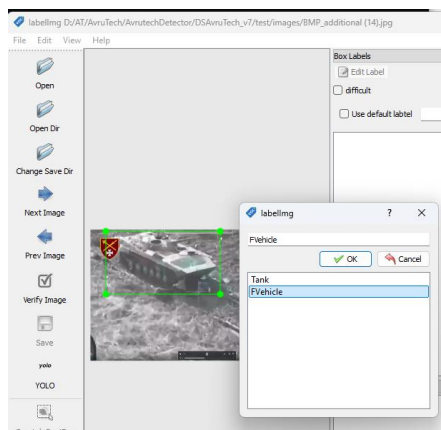 labelImg D:/AT/AvruTech/AvrutechDetector/DSAvruTech_v7/test/images/BMP_additional (14).jpg
File Edit View Help
Open
Open Dir
Change Save Dir
Next Image
Prev Image
Verify Image
Save
yolo
YOLO
Box Labels
Edit Label
difficult
Use default labtel
labelImg ? X
FVehicle
OK
Cancel
Tank
FVehicle